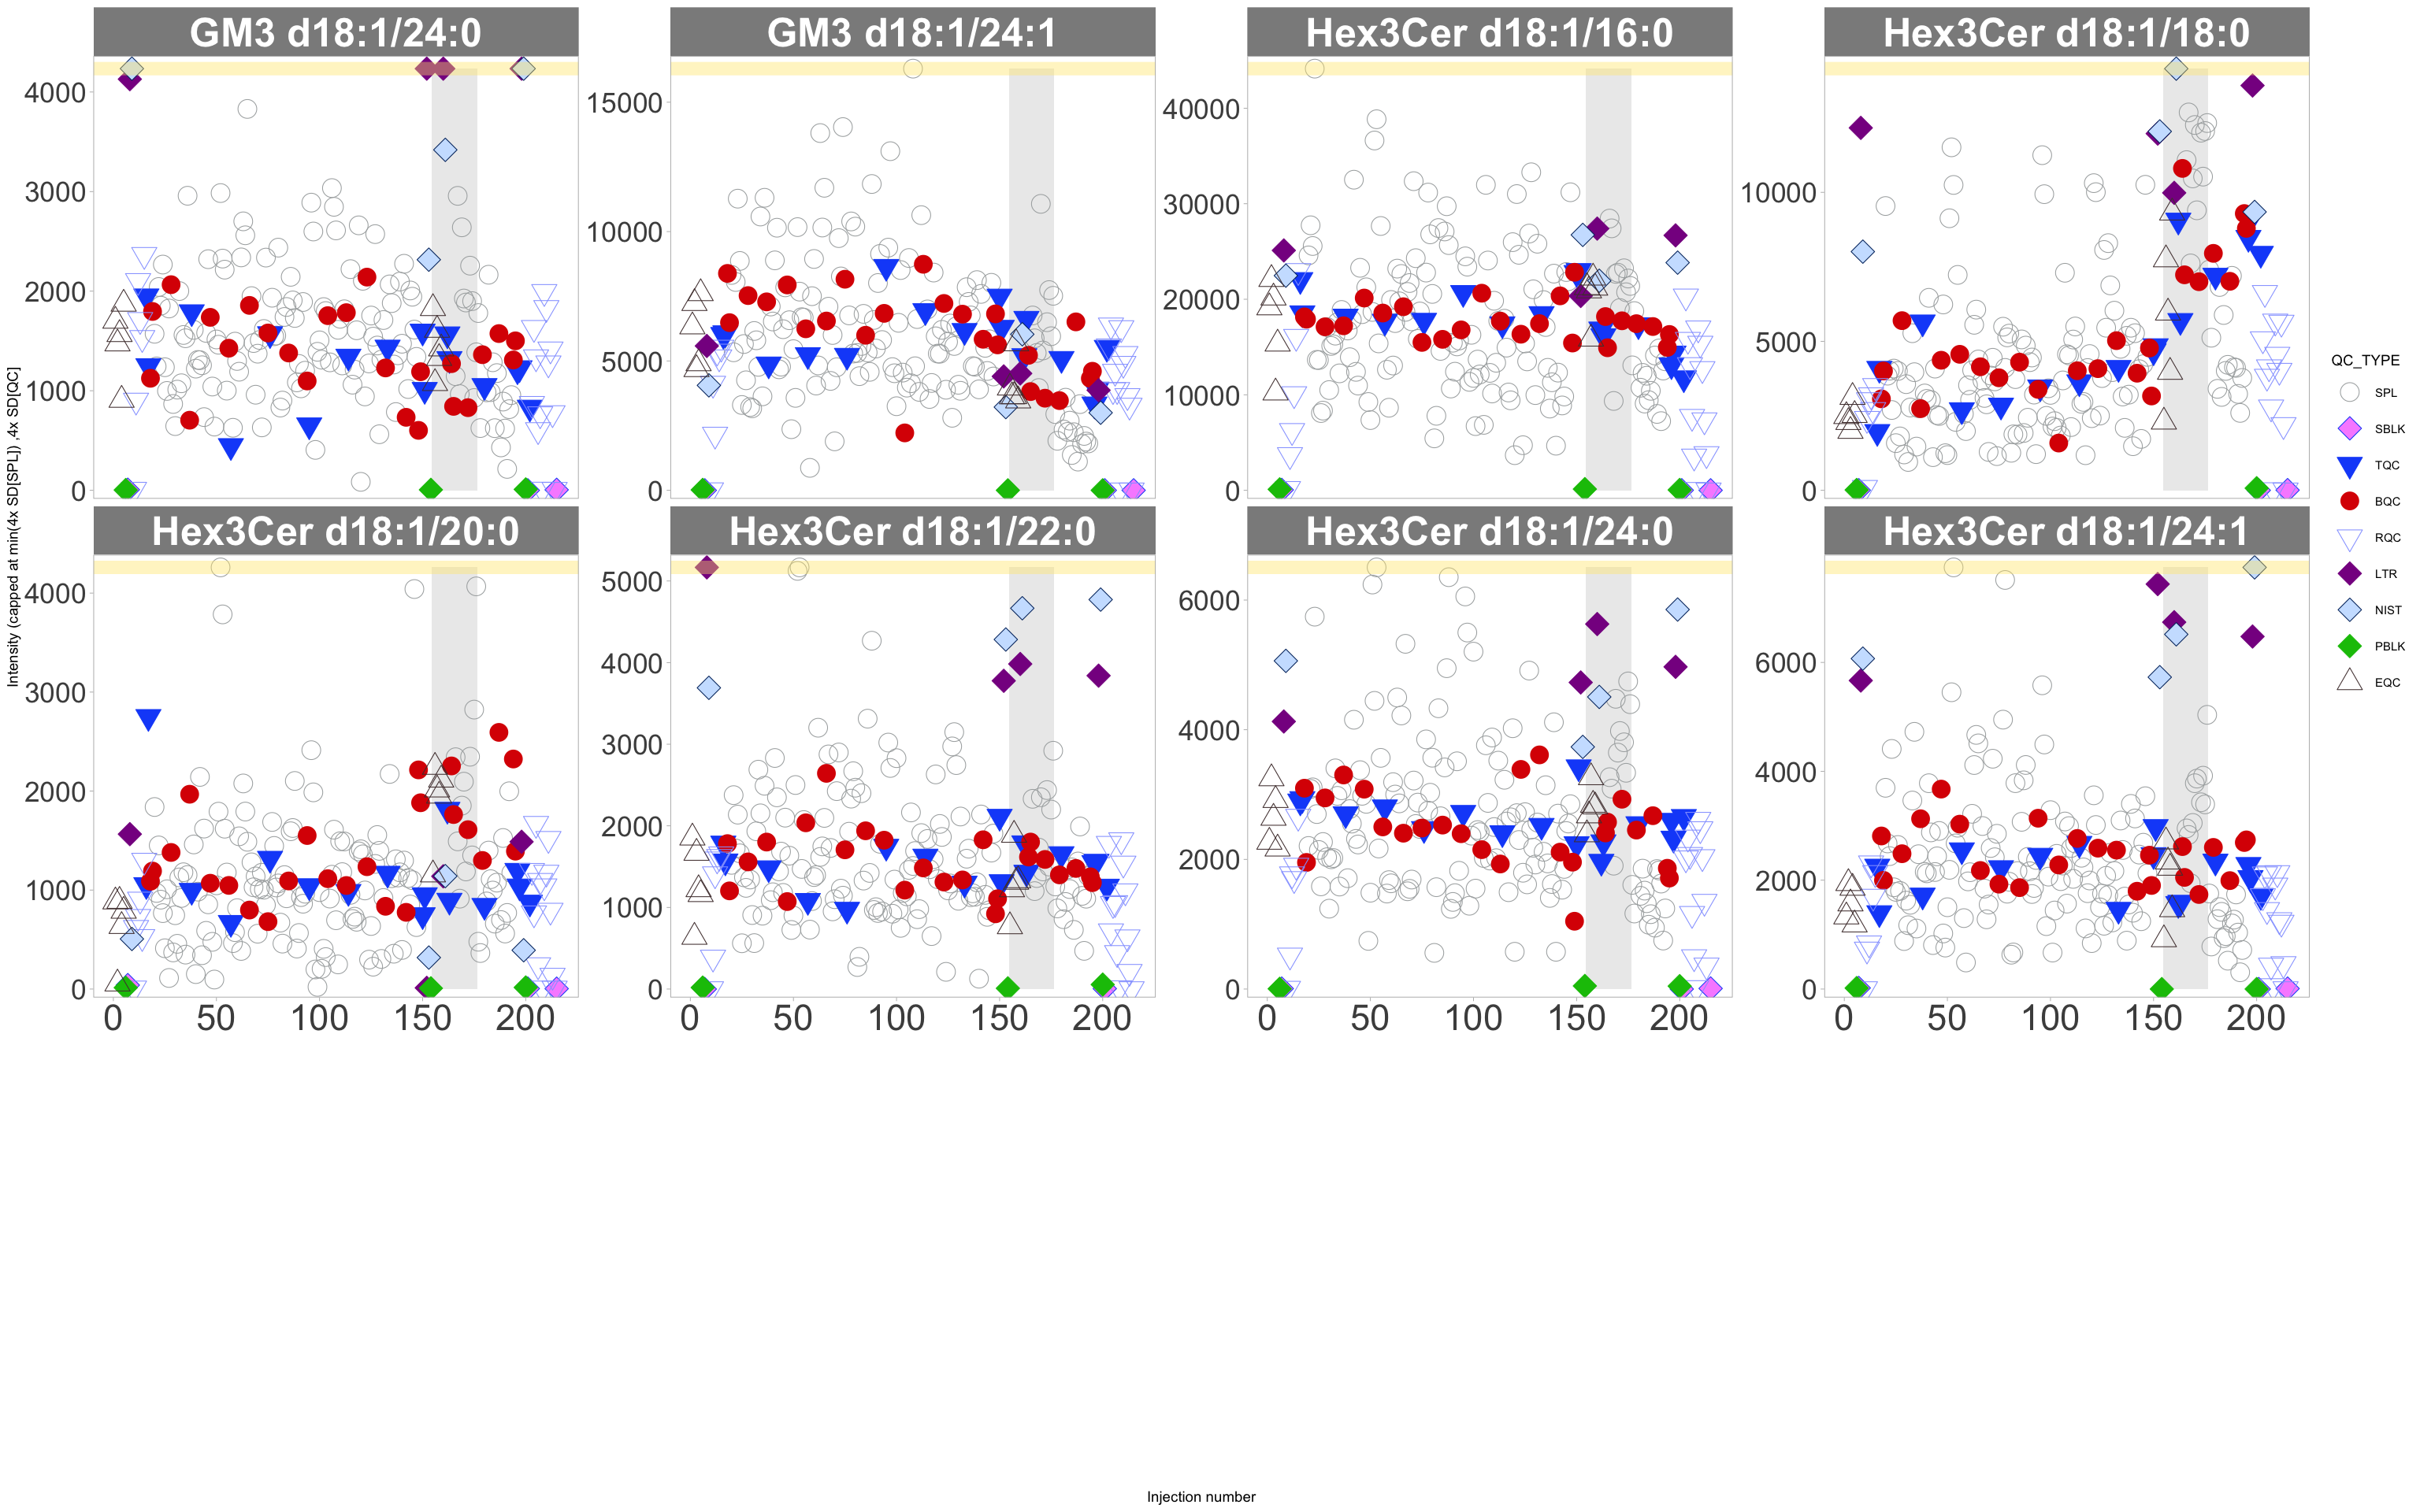 GM3 d18:1/24:0 GM3 d18:1/24:1 Hex3Cer d18:1/16:0 Hex3Cer d18:1/18:0
4000
3000
2000
1000
0
15000
10000
5000
0
40000
30000
20000
10000
0
10000
5000
0
Intensity (capped at min(4x SD[SPL]) ,4x SD[QC]
Hex3Cer d18:1/20:0 Hex3Cer d18:1/22:0 Hex3Cer d18:1/24:0 Hex3Cer d18:1/24:1
4000
3000
2000
1000
0
5000
4000
3000
2000
1000
0
6000
4000
2000
0
6000
4000
2000
0
0 50 100 150 200 0 50 100 150 200 0 50 100 150 200 0 50 100 150 200
Injection number
QC_TYPE
SPL
SBLK
TQC
BQC
RQC
LTR
NIST
PBLK
EQC